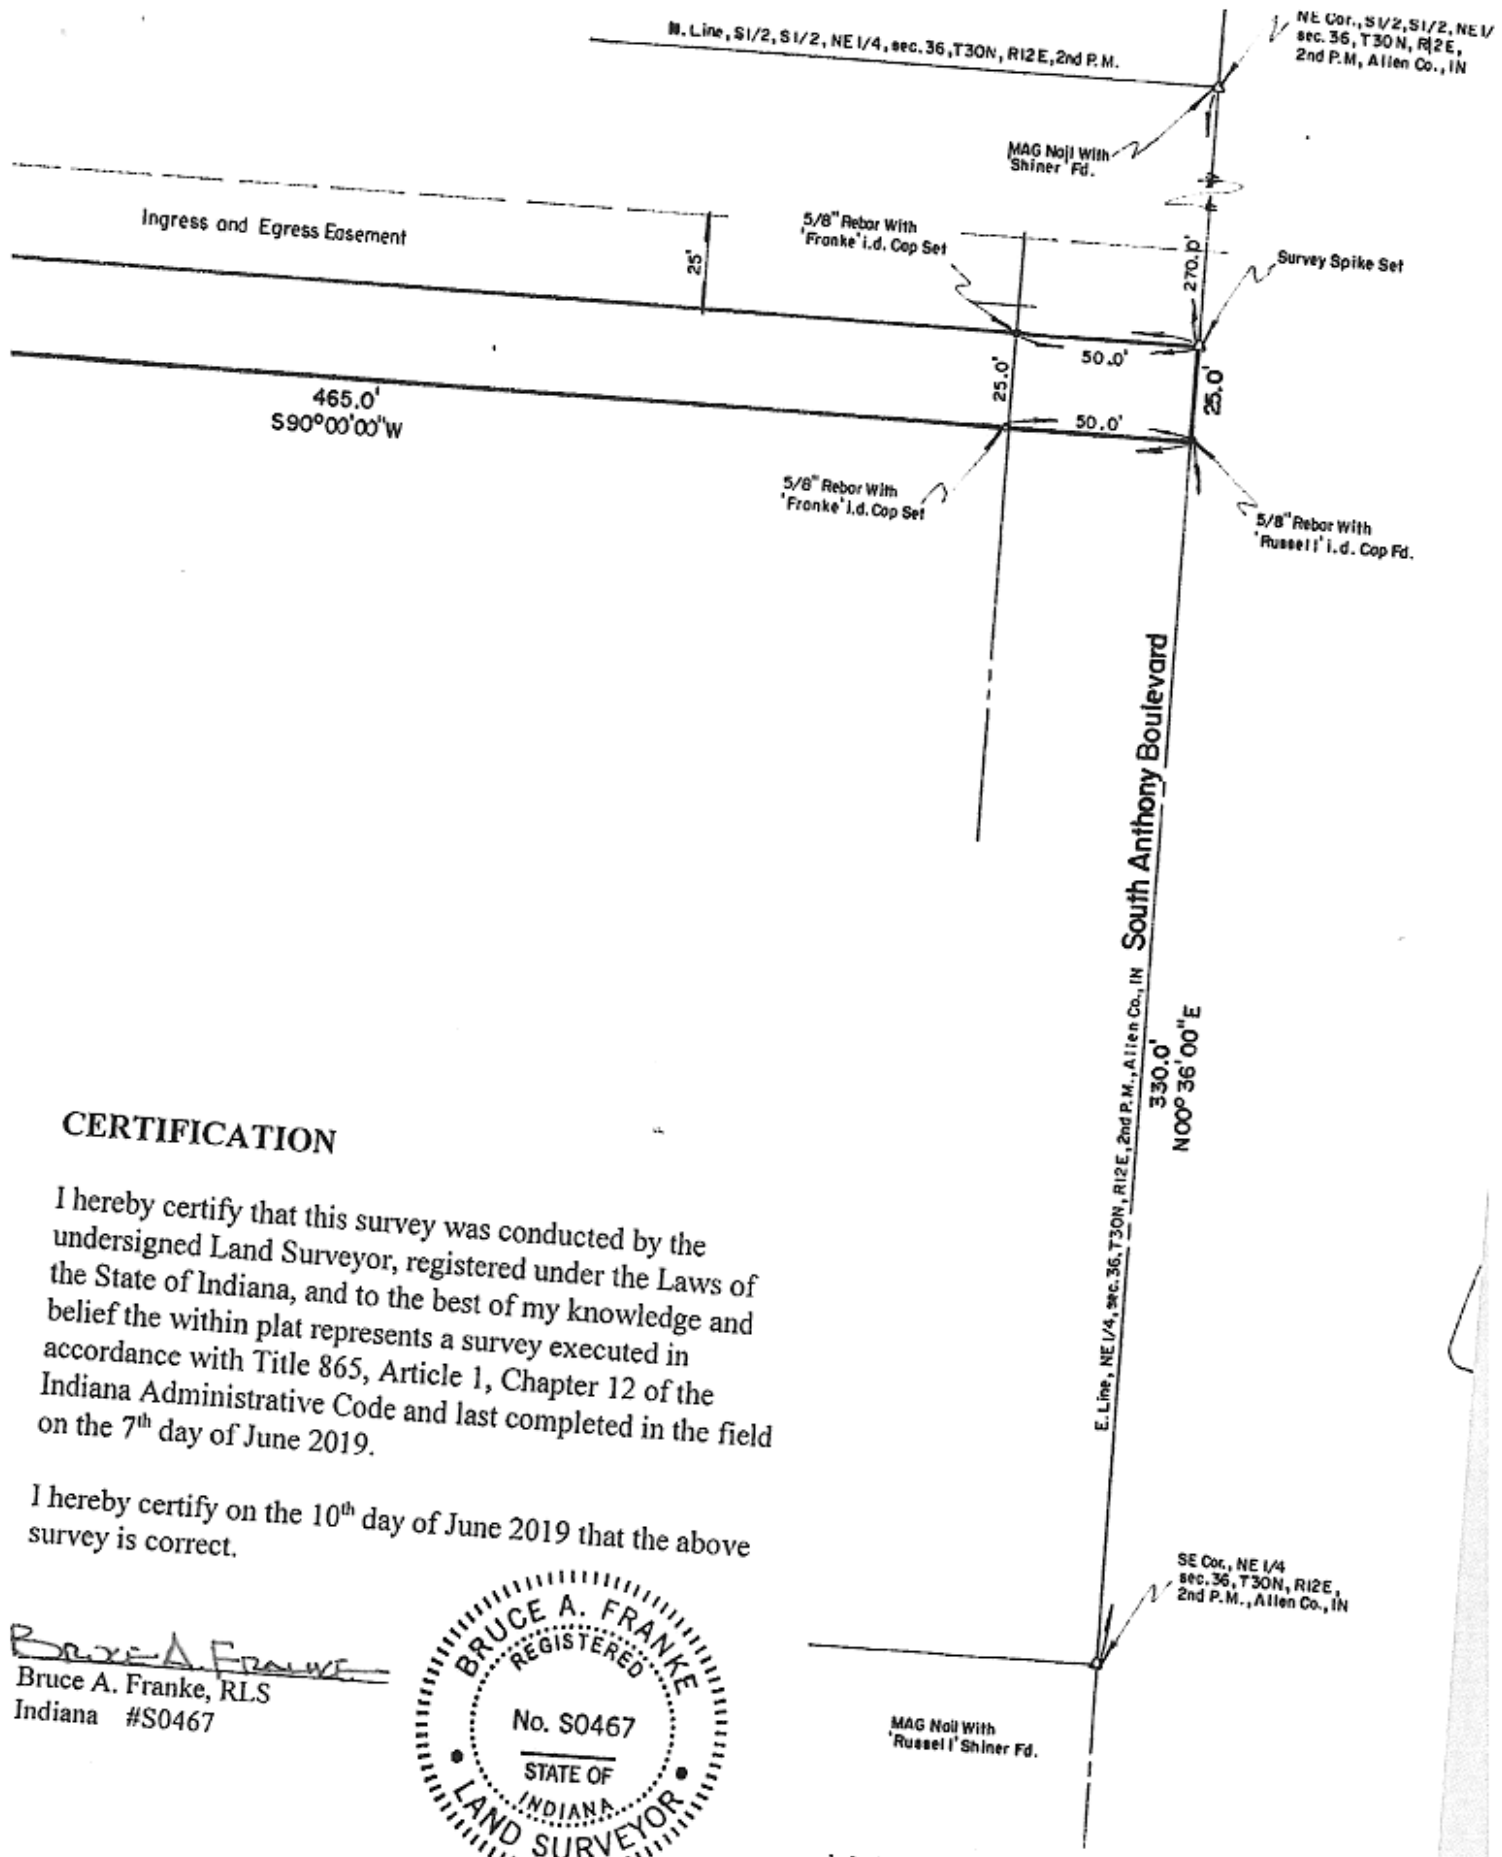 N. Line, S1/2, S1/2, NE1/4, sec.36, T30N, R12E, 2nd P.M.
NE Cor., S1/2, S1/2, NE1/
sec. 36, T30N, R12E,
2nd P.M, Allen Co., IN
MAG Nail With
'Shiner' Fd.
Ingress and Egress Easement
25'
5/8" Rebar With
'Franke' i.d. Cap Set
270.0'
Survey Spike Set
50.0'
25.0'
25.0'
50.0'
465.0'
S90°00'00"W
5/8" Rebar With
'Franke' i.d. Cap Set
5/8" Rebar With
'Russell' i.d. Cap Fd.
South Anthony Boulevard
E. Line, NE1/4, sec.36, T30N, R12E, 2nd P.M., Allen Co., IN
330.0'
N00°36'00"E
CERTIFICATION
I hereby certify that this survey was conducted by the
undersigned Land Surveyor, registered under the Laws of
the State of Indiana, and to the best of my knowledge and
belief the within plat represents a survey executed in
accordance with Title 865, Article 1, Chapter 12 of the
Indiana Administrative Code and last completed in the field
on the 7th day of June 2019.
I hereby certify on the 10th day of June 2019 that the above
survey is correct.
Bruce A. Franke
Bruce A. Franke, RLS
Indiana #S0467
BRUCE A. FRANKE
REGISTERED
No. S0467
STATE OF
INDIANA
LAND SURVEYOR
SE Cor., NE 1/4
sec.36, T30N, R12E,
2nd P.M., Allen Co., IN
MAG Nail With
'Russell' Shiner Fd.